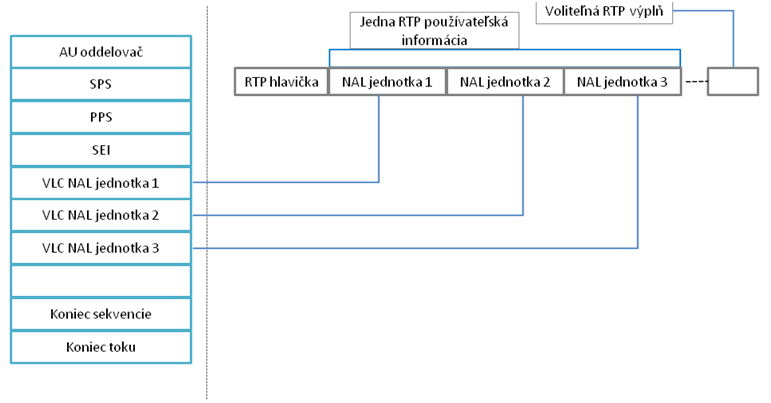 AU oddelovač
SPS
PPS
SEI
VLC NAL jednotka 1
VLC NAL jednotka 2
VLC NAL jednotka 3
Koniec sekvencie
Koniec toku
Voliteľná RTP výplň
Jedna RTP používateľská
informácia
RTP hlavička
NAL jednotka 1
NAL jednotka 2
NAL jednotka 3